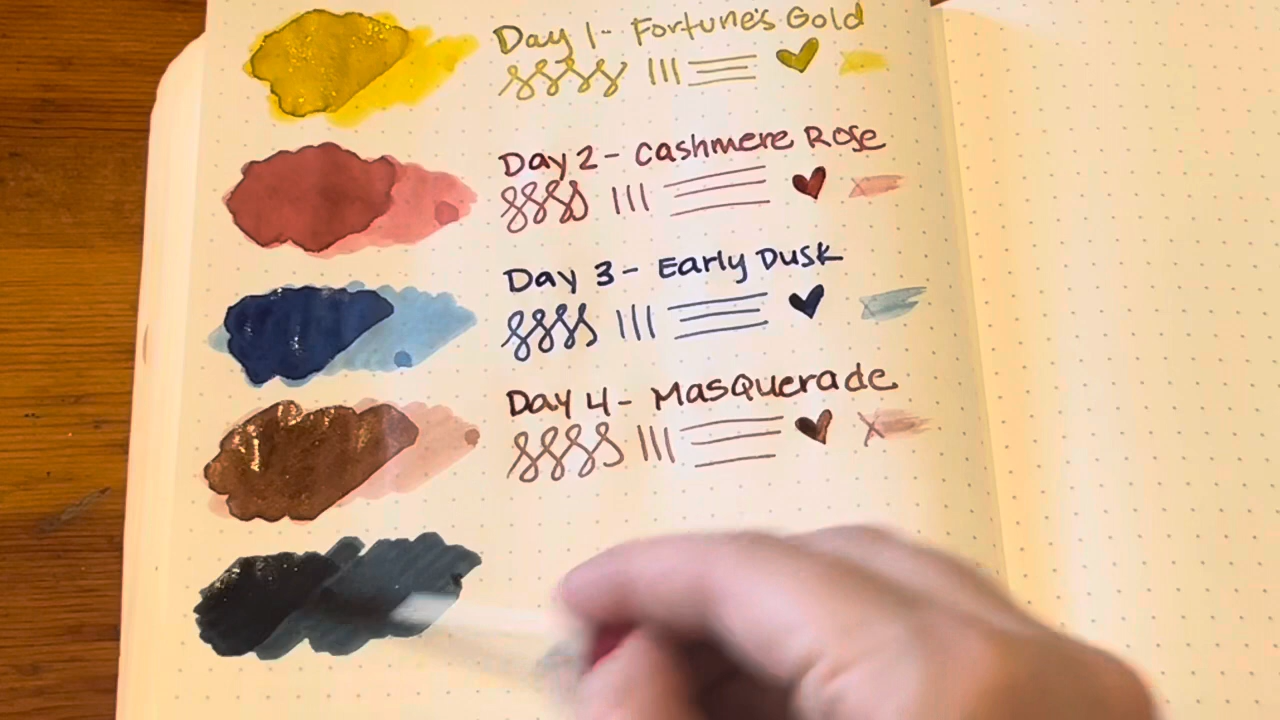 Day 1- Fortune's Gold
Day 2- Cashmere Rose
Day 3- Early Dusk
Day 4- Masquerade